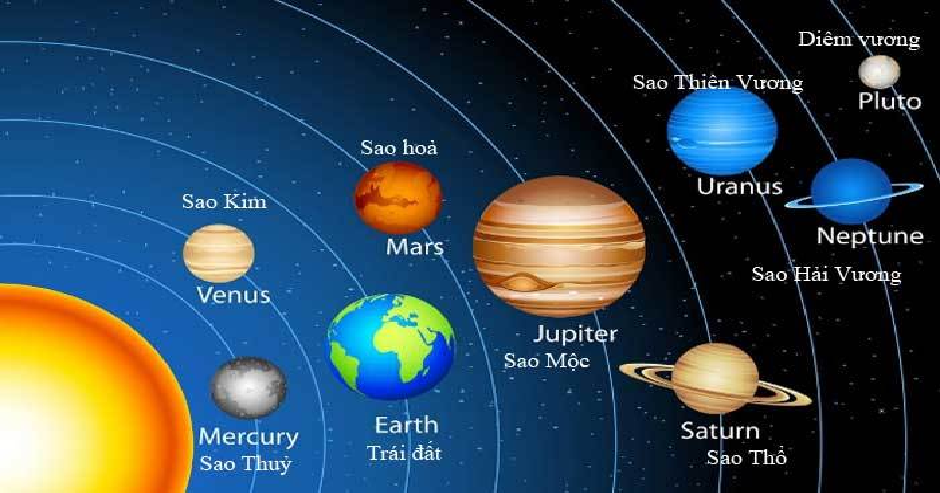 Diêm vương
Pluto
Sao Thiên Vương
Uranus
Neptune
Sao Hải Vương
Sao hoả
Mars
Sao Kim
Venus
Jupiter
Sao Mộc
Mercury
Sao Thuỷ
Earth
Trái đất
Saturn
Sao Thổ